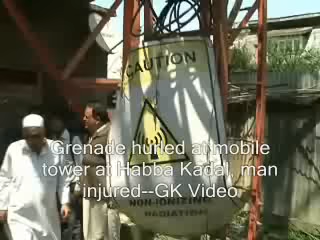 CAUTION
Grenade hurled at mobile
tower at Habba Kadal, man
injured--GK Video
NON-IONIZING
RADIATION